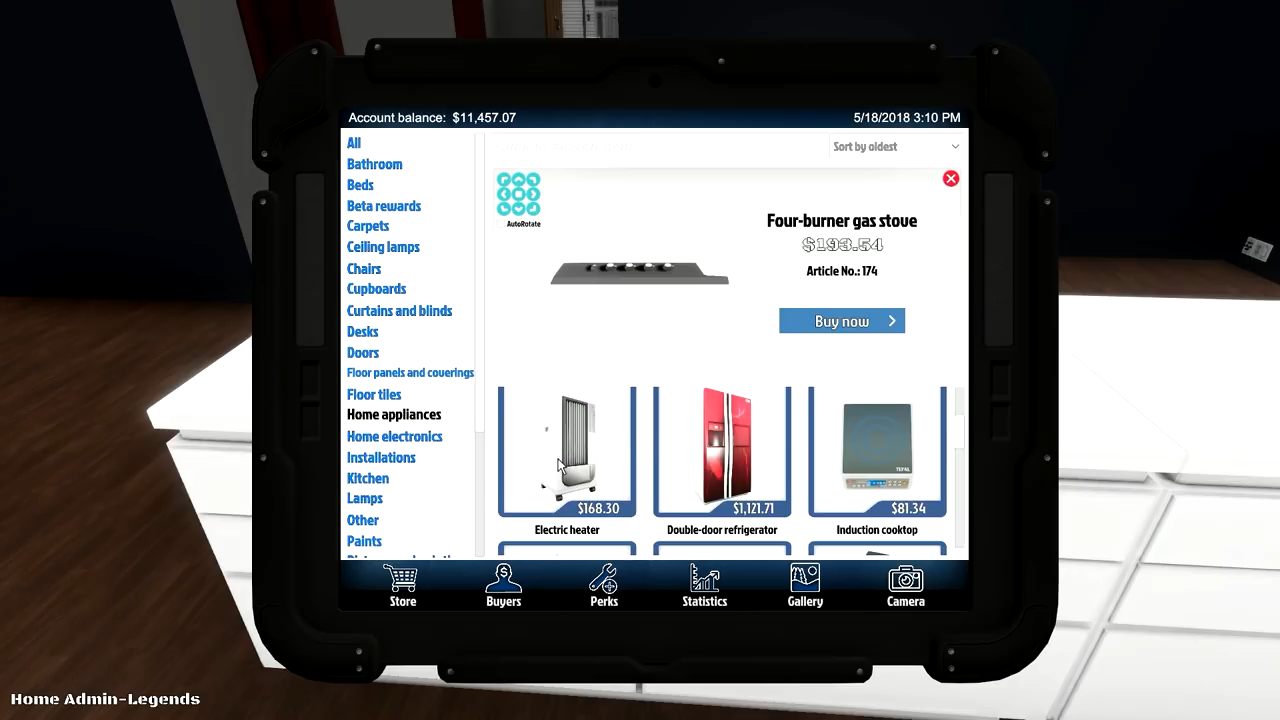 Account balance: $11,457.07
5/18/2018 3:10 PM
All
Bathroom
Beds
Beta rewards
Carpets
Ceiling lamps
Chairs
Cupboards
Curtains and blinds
Desks
Doors
Floor panels and coverings
Floor tiles
Home appliances
Home electronics
Installations
Kitchen
Lamps
Other
Paints
Sort by oldest
AutoRotate
Four-burner gas stove
$193.54
Article No.: 174
Buy now
$168.30
Electric heater
$1,121.71
Double-door refrigerator
TEFAL
$81.34
Induction cooktop
Store
Buyers
Perks
Statistics
Gallery
Camera
Home Admin-Legends